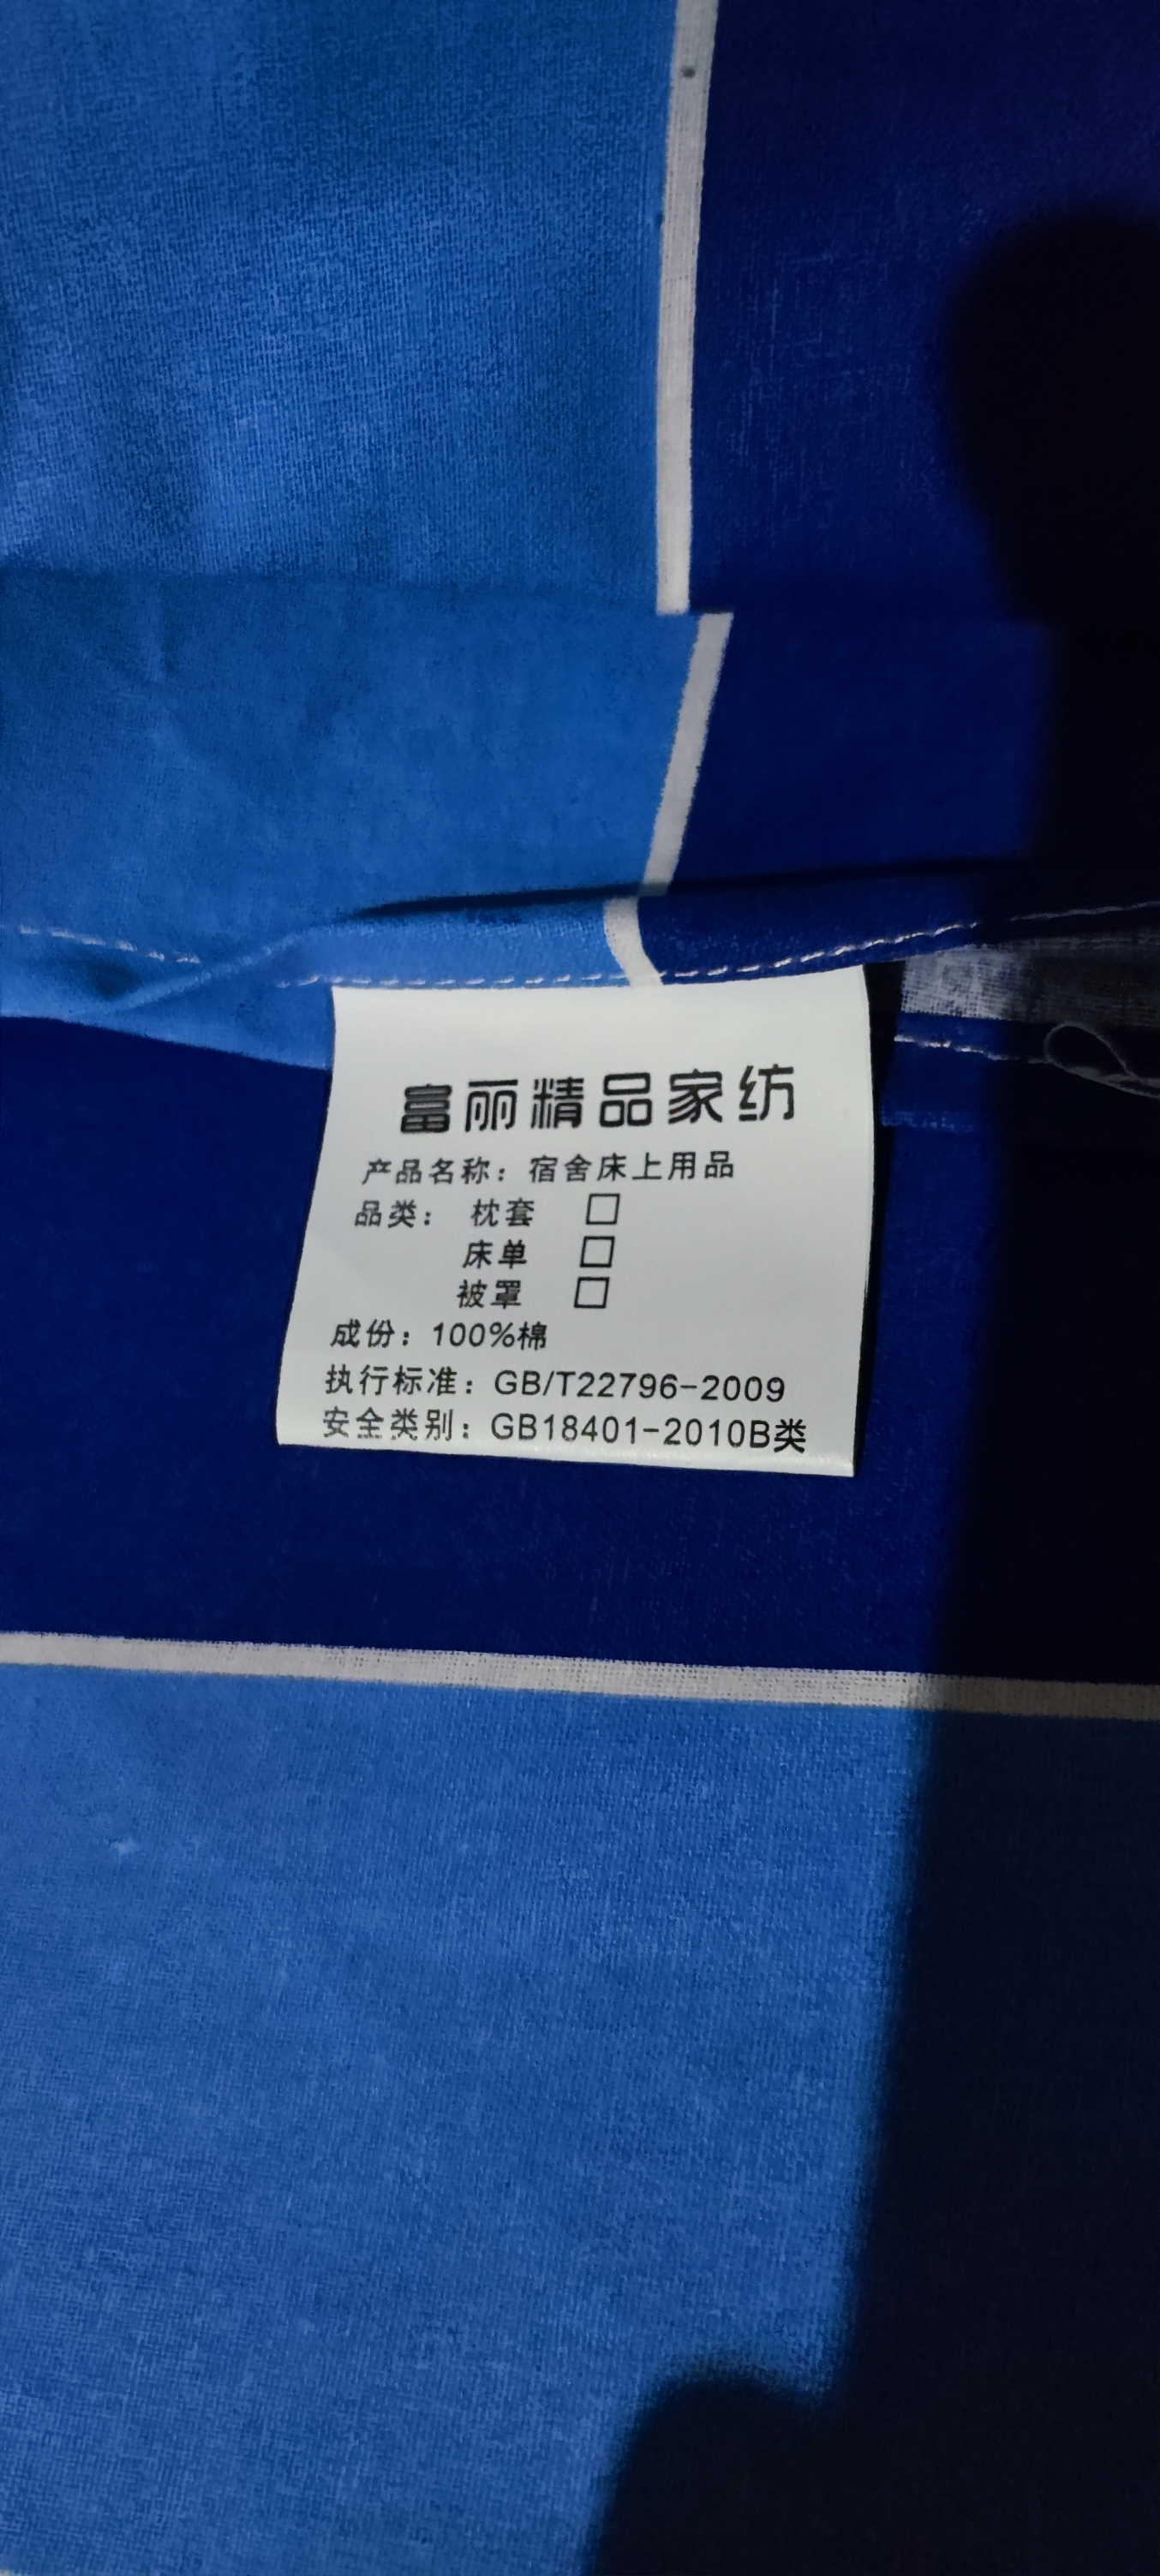 富丽精品家纺
产品名称：宿舍床上用品
品类： 枕套 □
床单 □
被罩 □
成份：100%棉
执行标准：GB/T22796-2009
安全类别：GB18401-2010B类